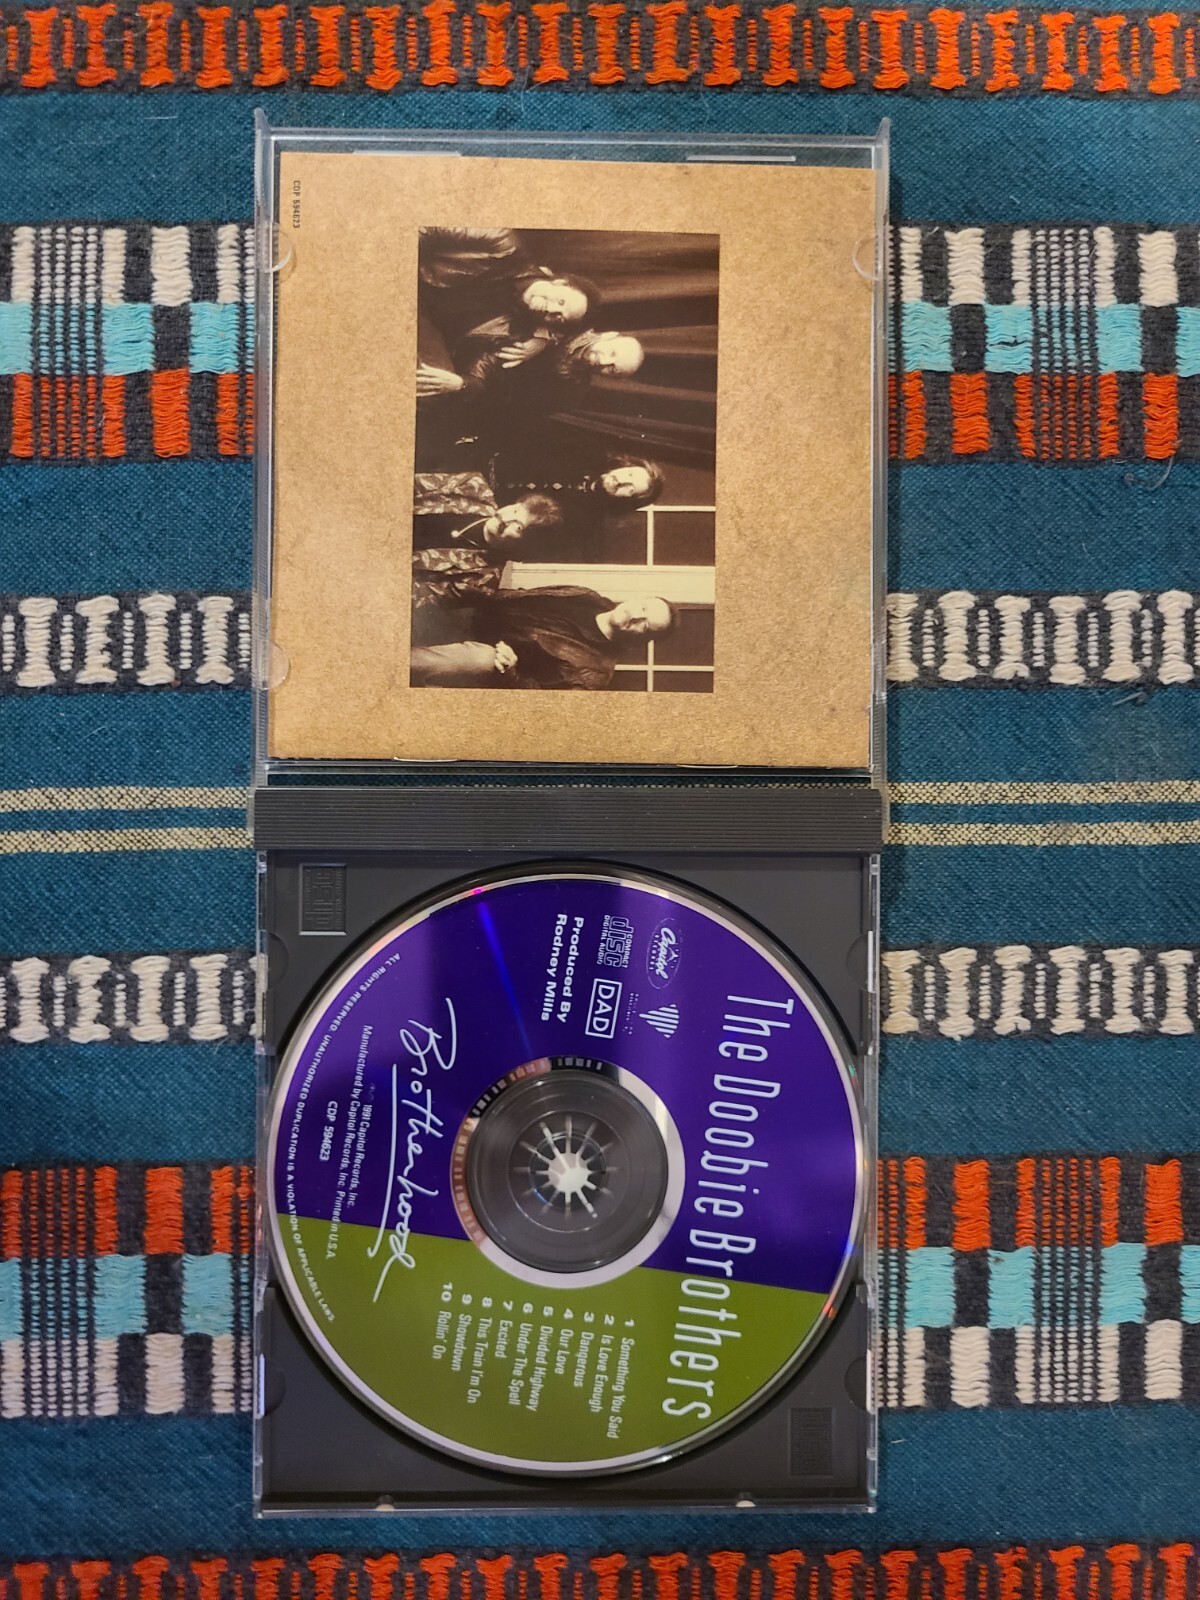 CDP 594623
The Doobie Brothers
Capitol
RECORDS
COMPACT
disc
DIGITAL AUDIO
DAD
Produced By
Rodney Mills
Brotherhood
1 Something You Said
2 Is Love Enough
3 Dangerous
4 Our Love
5 Divided Highway
6 Under The Spell
7 Excited
8 This Train I'm On
9 Showdown
10 Rollin' On
1991 Capitol Records, Inc.
Manufactured by Capitol Records, Inc. Printed in U.S.A.
CDP 594623
ALL RIGHTS RESERVED. UNAUTHORIZED DUPLICATION IS A VIOLATION OF APPLICABLE LAWS.